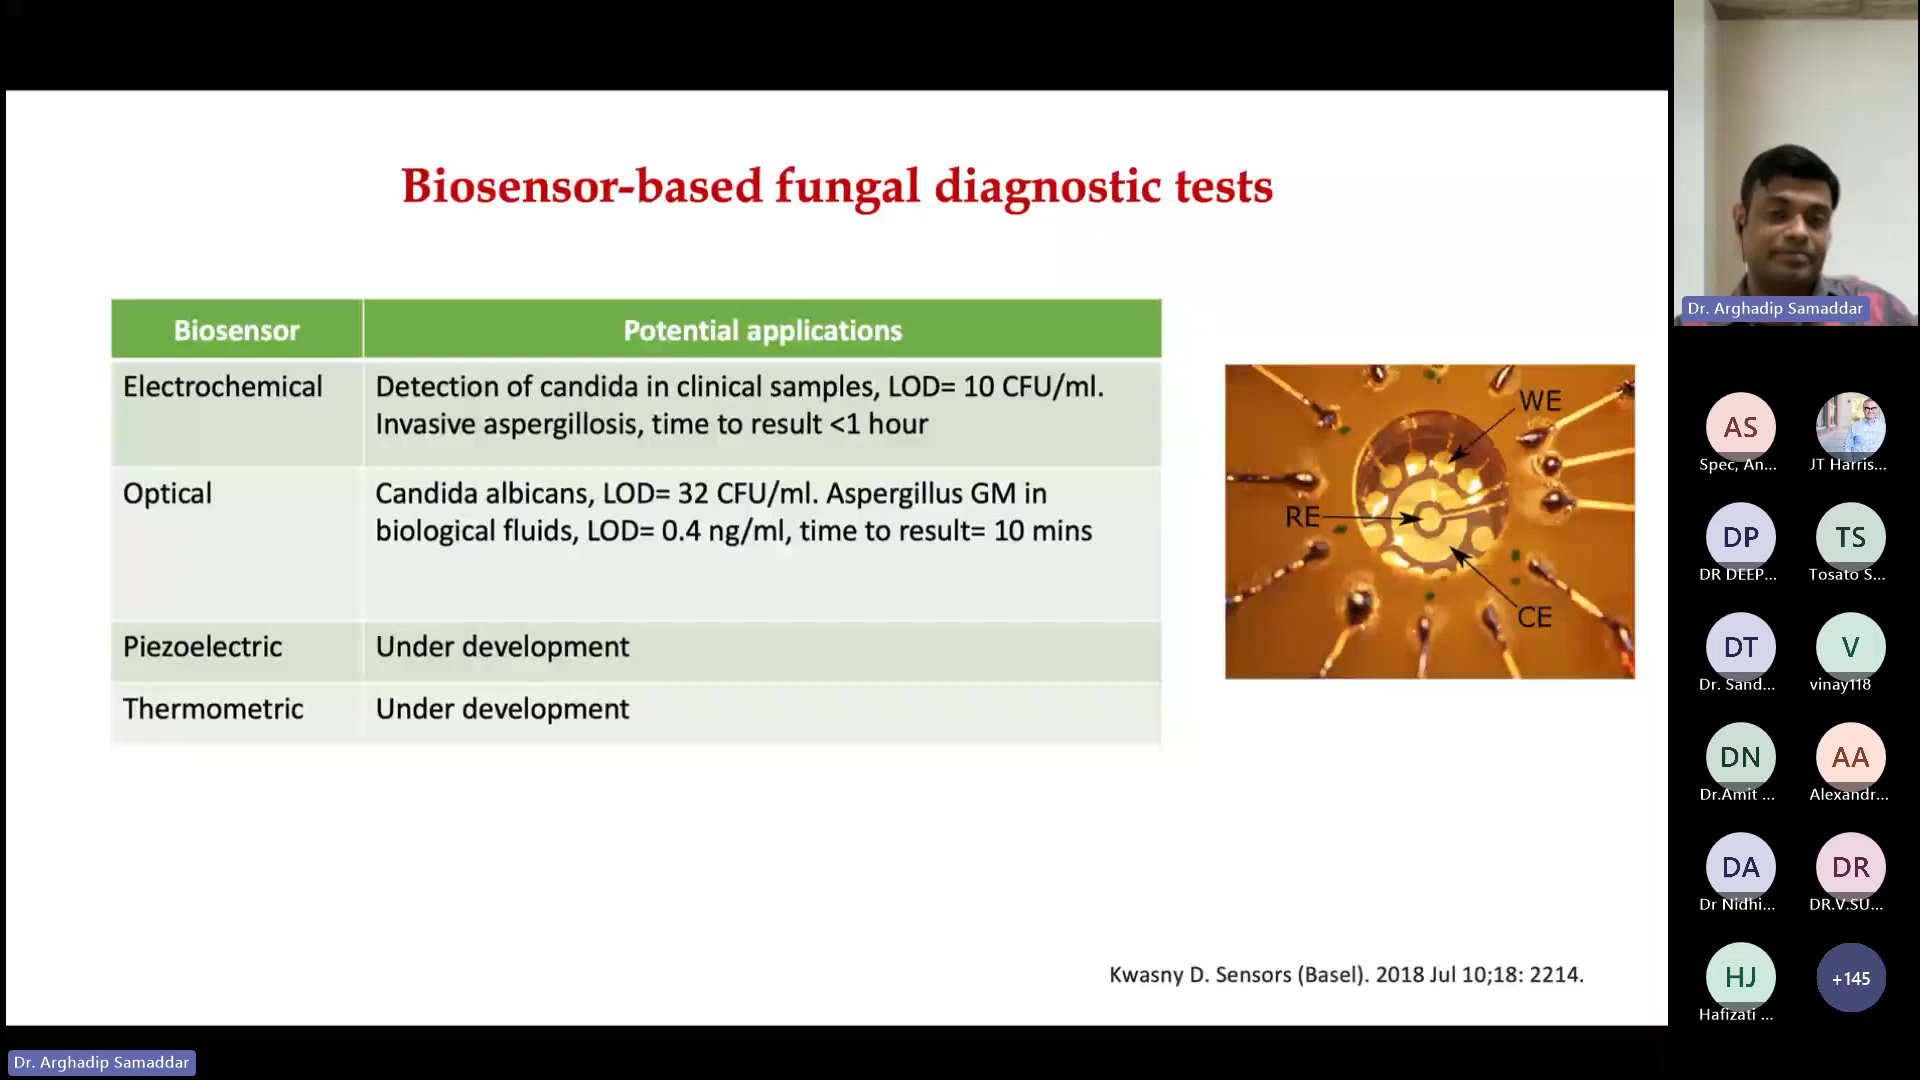 Biosensor-based fungal diagnostic tests
Biosensor
Potential applications
Electrochemical
Detection of candida in clinical samples, LOD= 10 CFU/ml.
Invasive aspergillosis, time to result <1 hour
Optical
Candida albicans, LOD= 32 CFU/ml. Aspergillus GM in
biological fluids, LOD= 0.4 ng/ml, time to result= 10 mins
Piezoelectric
Under development
Thermometric
Under development
WE
RE
CE
Kwasny D. Sensors (Basel). 2018 Jul 10;18: 2214.
Dr. Arghadip Samaddar
Dr. Arghadip Samaddar
AS
Spec, An...
JT Harris...
DP
DR DEEP...
TS
Tosato S...
DT
Dr. Sand...
V
vinay118
DN
Dr.Amit ...
AA
Alexandr...
DA
Dr Nidhi...
DR
DR.V.SU...
HJ
Hafizati ...
+145